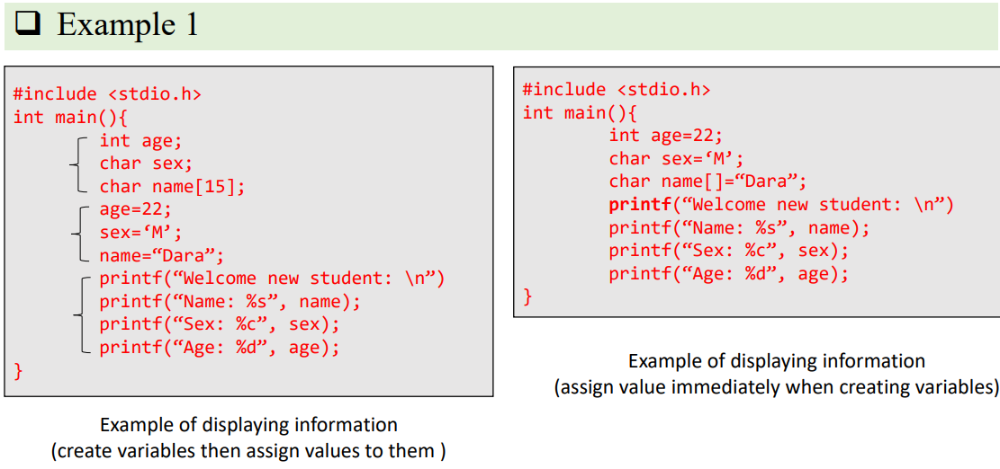 ❑ Example 1
#include <stdio.h>
int main(){
int age;
char sex;
char name[15];
age=22;
sex=‘M’;
name=“Dara”;
printf(“Welcome new student: \n”)
printf(“Name: %s”, name);
printf(“Sex: %c”, sex);
printf(“Age: %d”, age);
}
Example of displaying information
(create variables then assign values to them )
#include <stdio.h>
int main(){
int age=22;
char sex=‘M’;
char name[]=“Dara”;
printf(“Welcome new student: \n”)
printf(“Name: %s”, name);
printf(“Sex: %c”, sex);
printf(“Age: %d”, age);
}
Example of displaying information
(assign value immediately when creating variables)